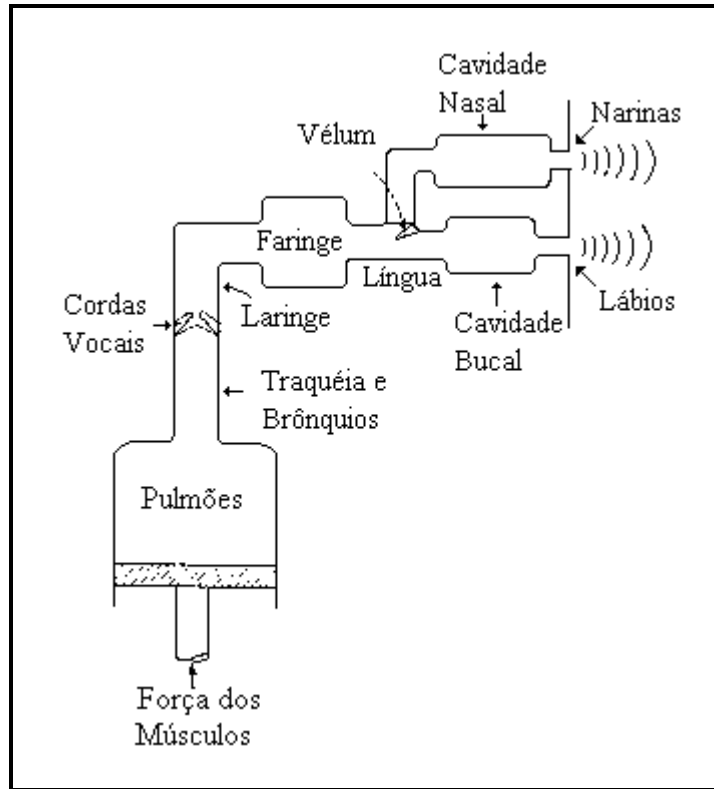 Cavidade
Nasal
Narinas
Vélum
Faringe
Língua
Lábios
Cordas
Vocais
Laringe
Cavidade
Bucal
Traquéia e
Brônquios
Pulmões
Força dos
Músculos